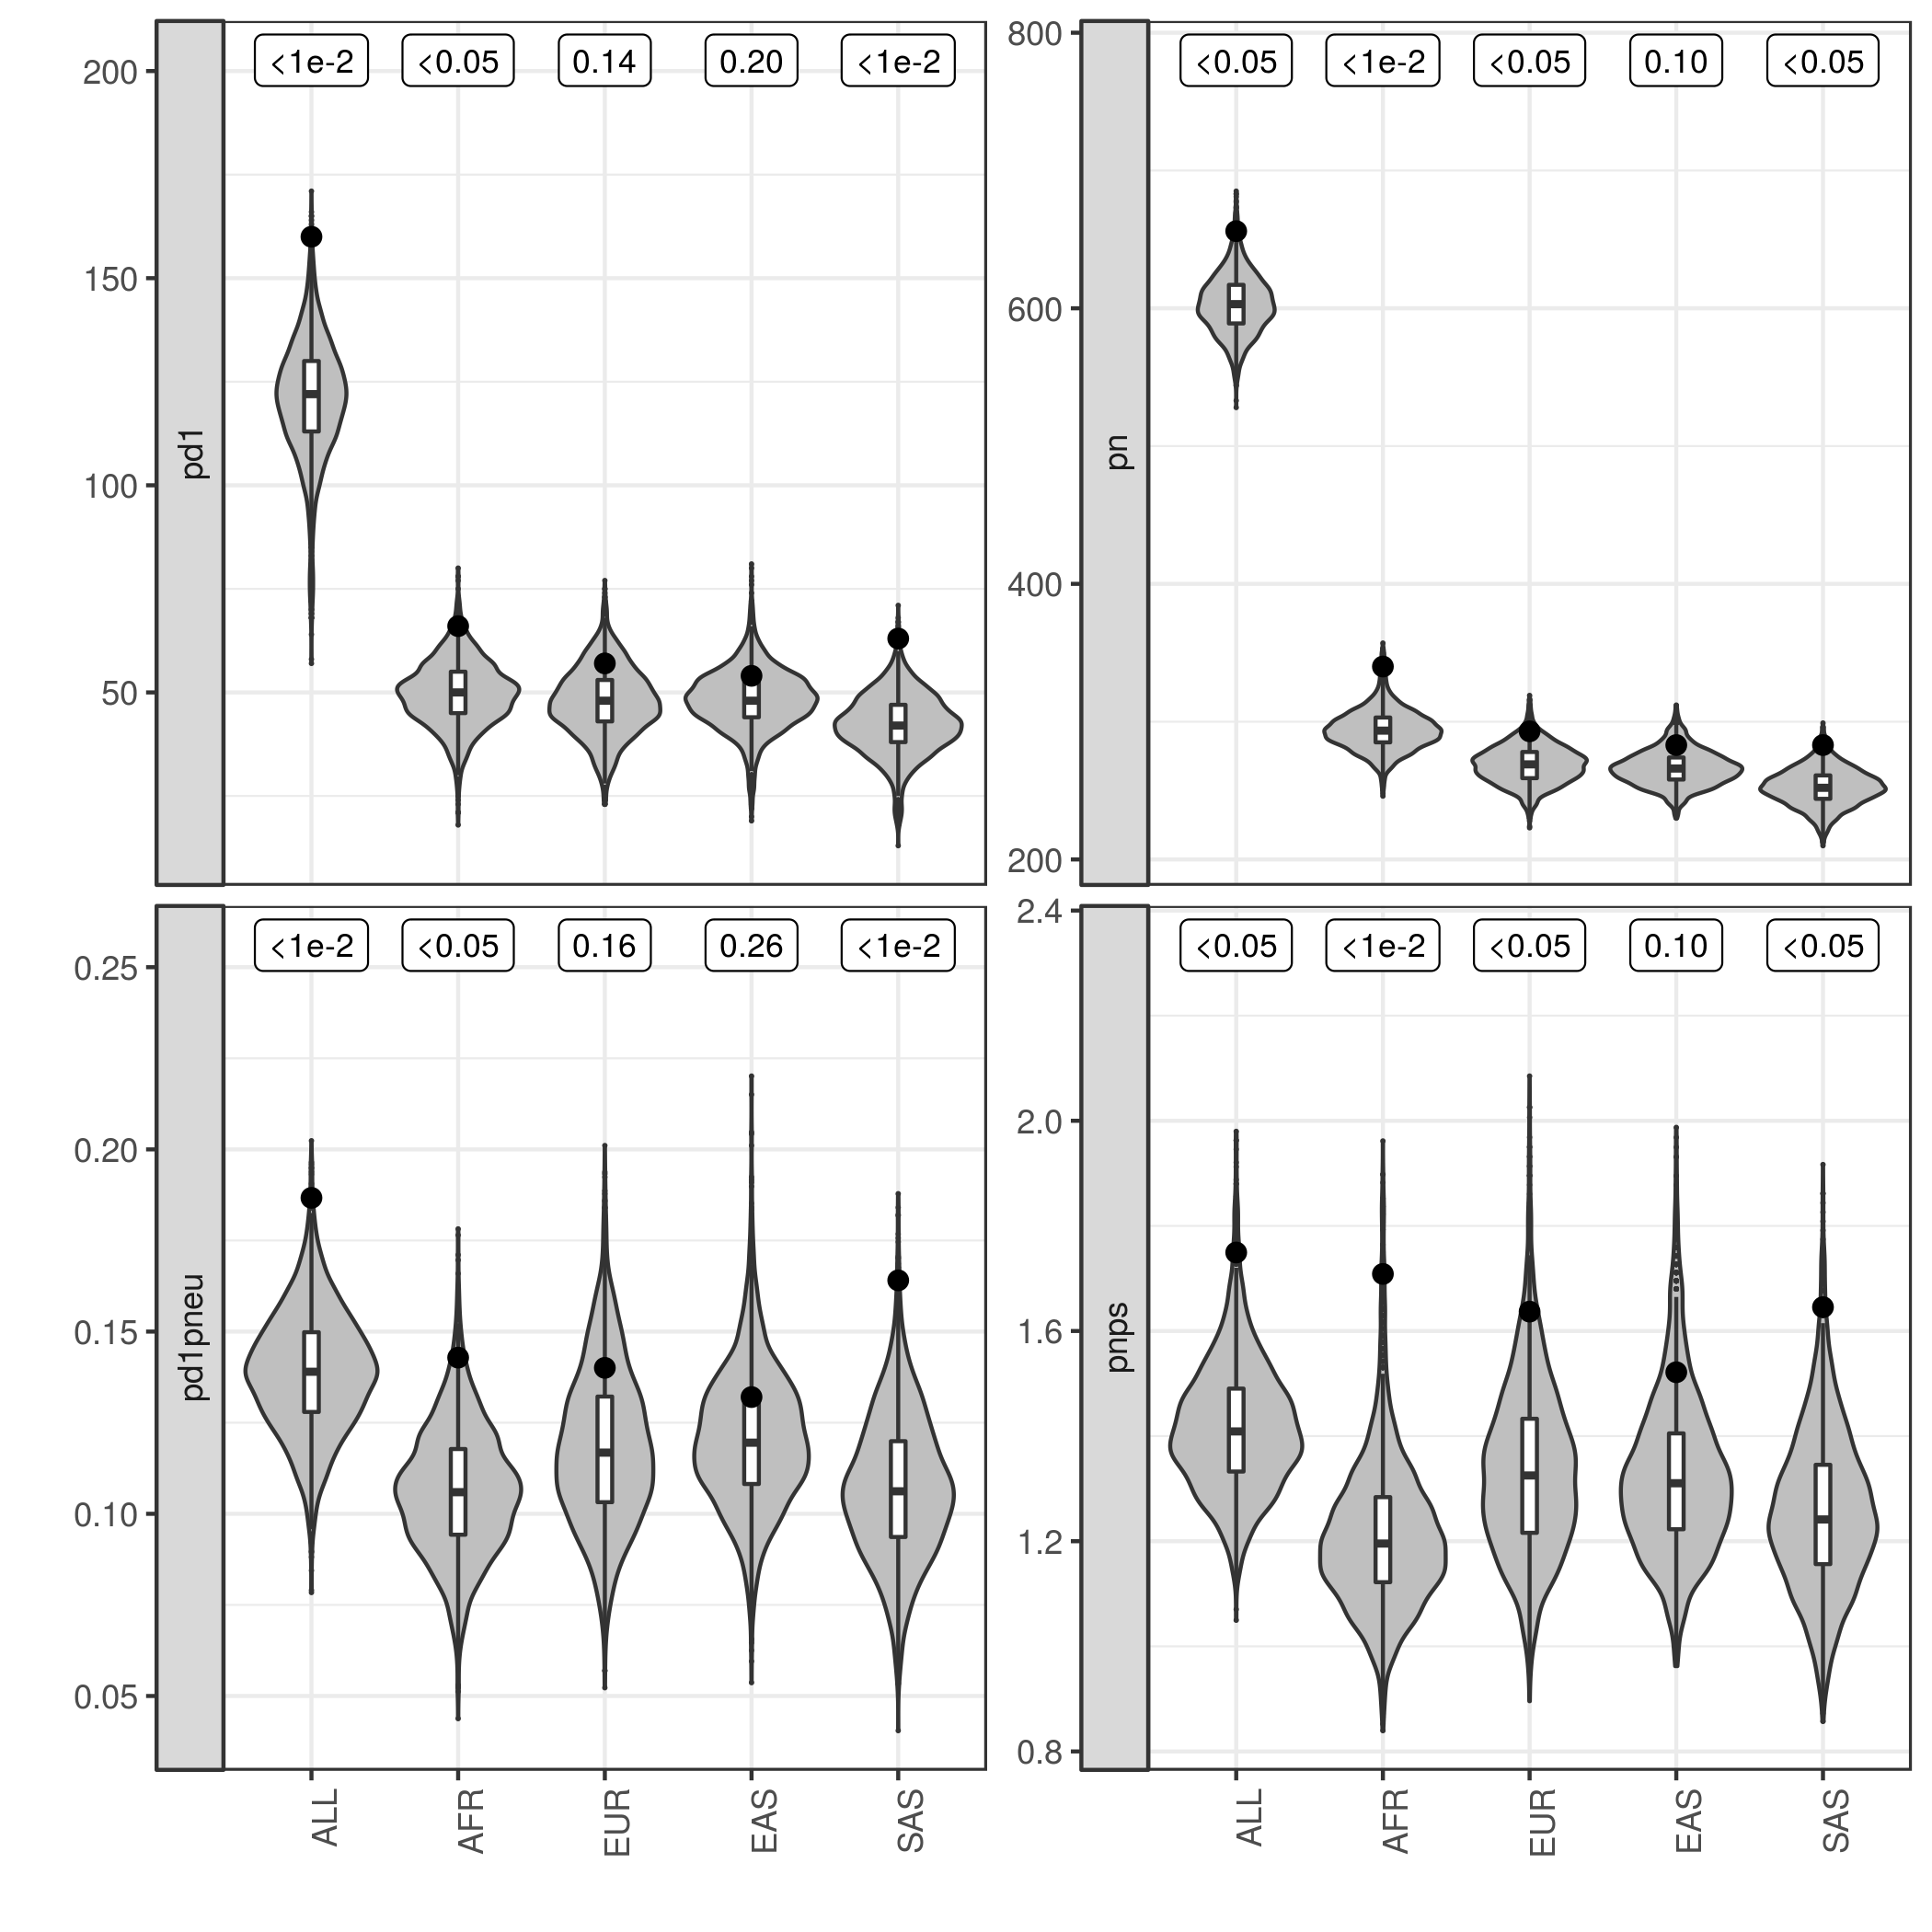 pd1
200
150
100
50
<1e-2 <0.05 0.14 0.20 <1e-2
pn
800
600
400
200
<0.05 <1e-2 <0.05 0.10 <0.05
pd1pneu
0.25
0.20
0.15
0.10
0.05
<1e-2 <0.05 0.16 0.26 <1e-2
ALL AFR EUR EAS SAS
pnps
2.4
2.0
1.6
1.2
0.8
<0.05 <1e-2 <0.05 0.10 <0.05
ALL AFR EUR EAS SAS